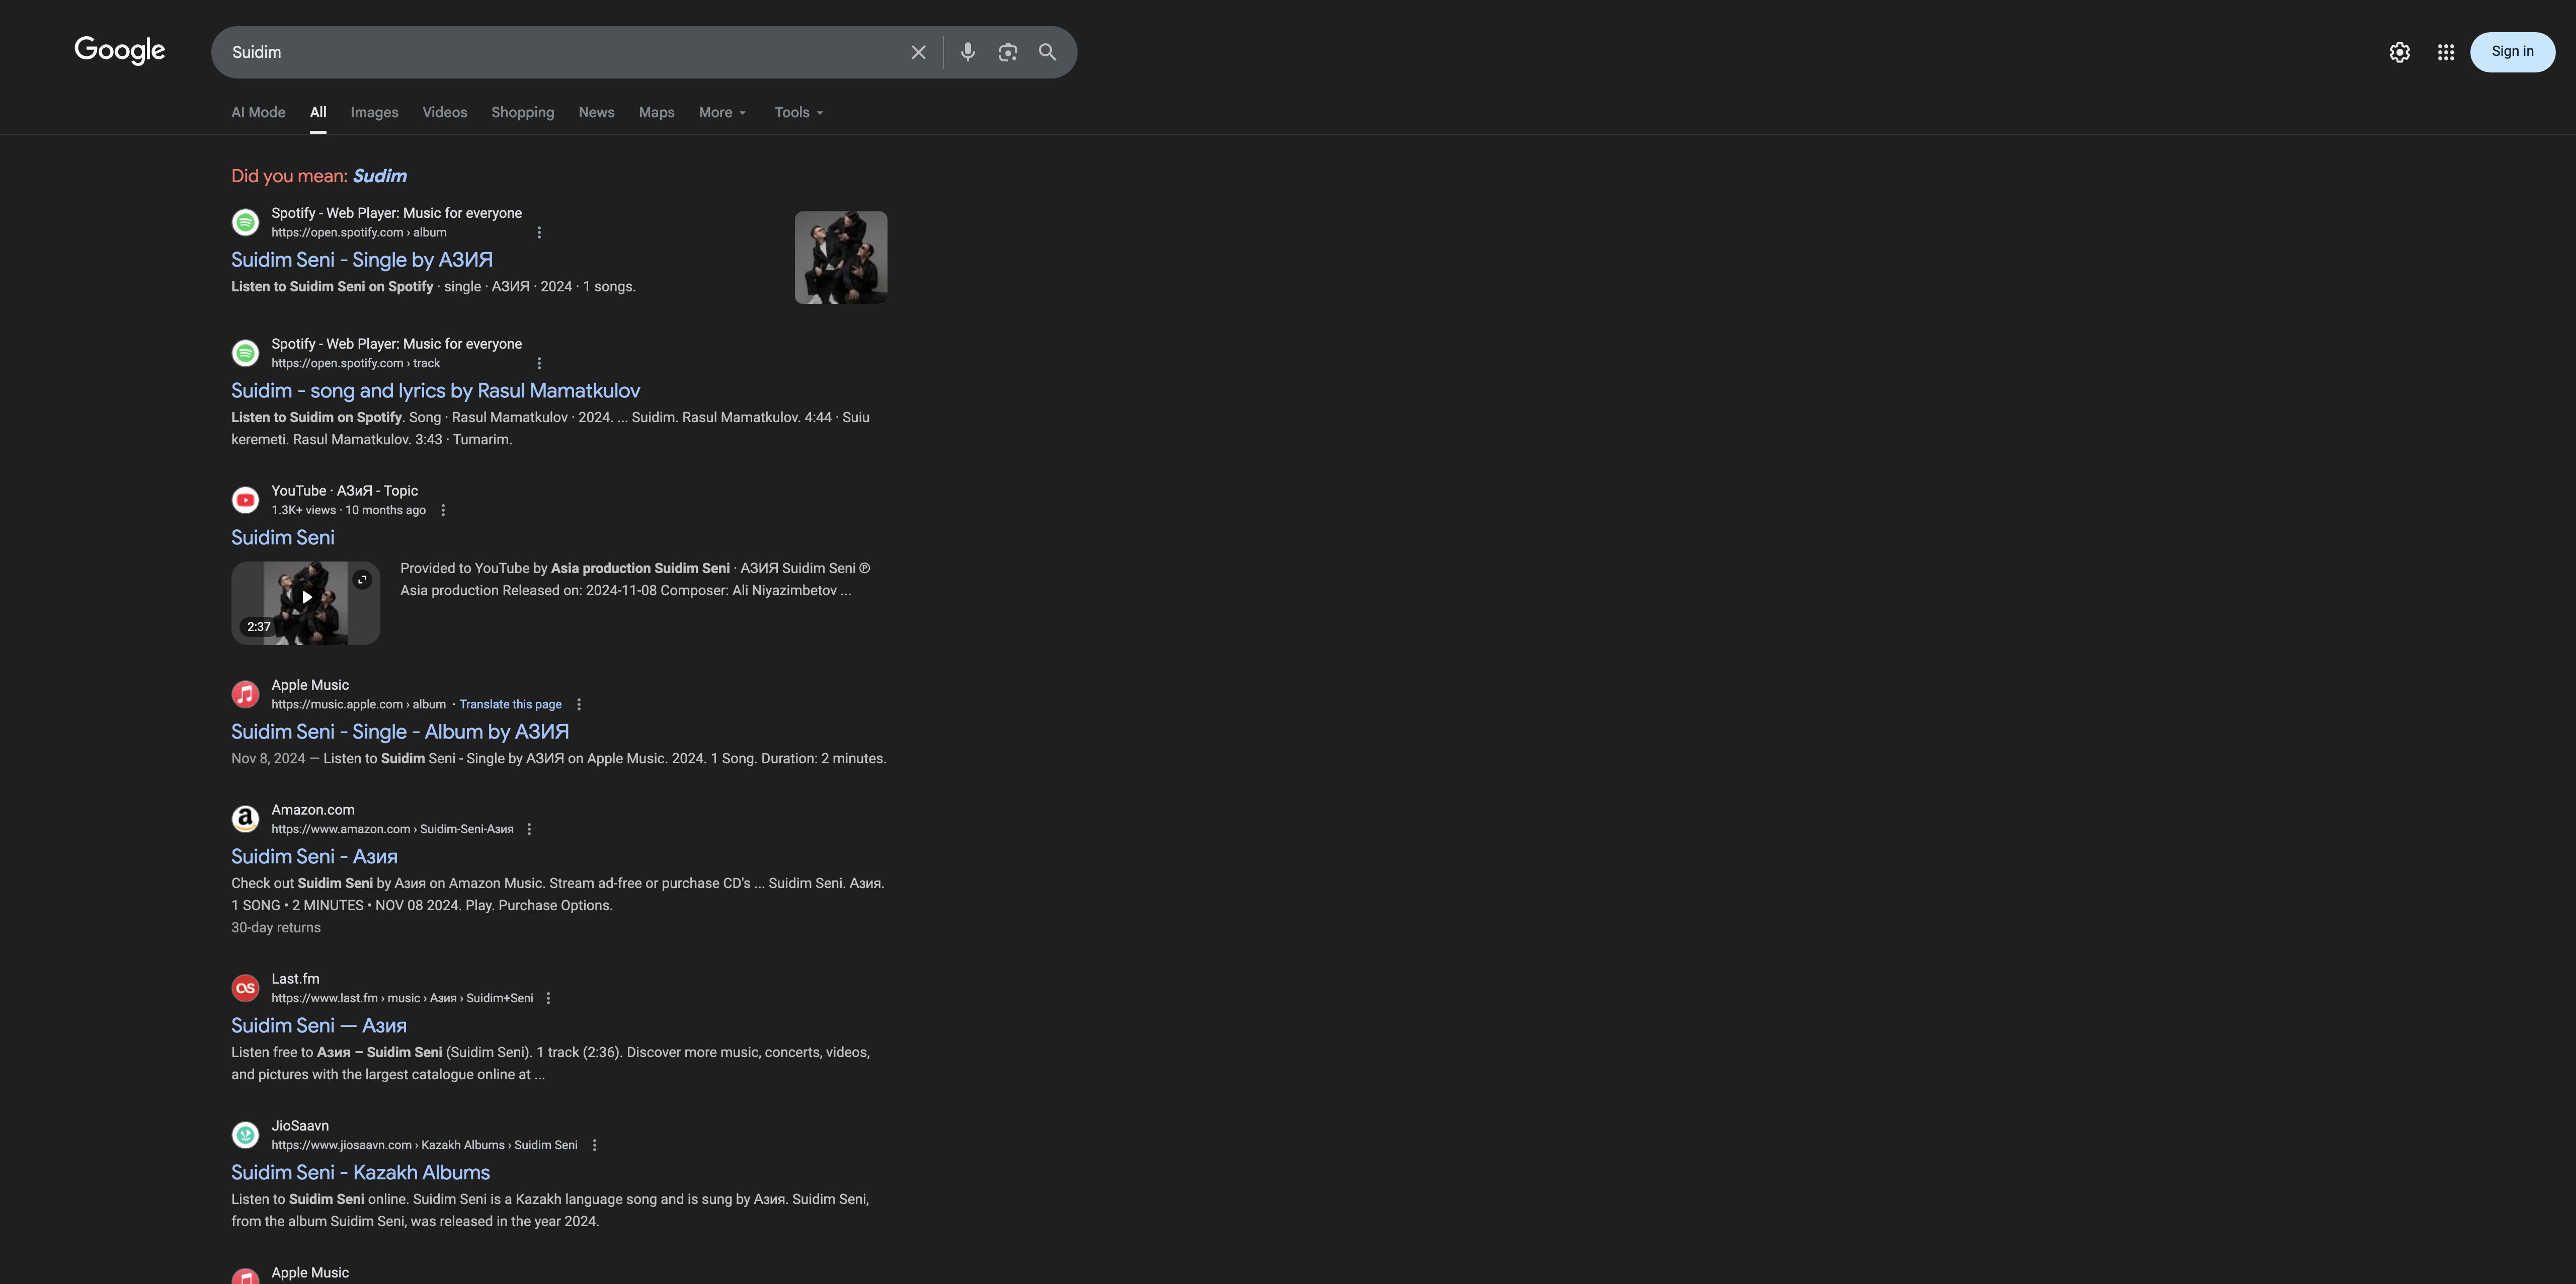 Google
Suidim
Sign in
AI Mode
All
Images
Videos
Shopping
News
Maps
More
Tools
Did you mean: Sudim
Spotify - Web Player: Music for everyone
https://open.spotify.com › album
Suidim Seni - Single by АЗИЯ
Listen to Suidim Seni on Spotify · single · АЗИЯ · 2024 · 1 songs.
Spotify - Web Player: Music for everyone
https://open.spotify.com › track
Suidim - song and lyrics by Rasul Mamatkulov
Listen to Suidim on Spotify. Song · Rasul Mamatkulov · 2024. ... Suidim. Rasul Mamatkulov. 4:44 · Suiu
keremeti. Rasul Mamatkulov. 3:43 · Tumarim.
YouTube · АЗиЯ - Topic
1.3K+ views · 10 months ago
Suidim Seni
2:37
Provided to YouTube by Asia production Suidim Seni · АЗИЯ Suidim Seni ℗
Asia production Released on: 2024-11-08 Composer: Ali Niyazimbetov ...
Apple Music
https://music.apple.com › album · Translate this page
Suidim Seni - Single - Album by АЗИЯ
Nov 8, 2024 — Listen to Suidim Seni - Single by АЗИЯ on Apple Music. 2024. 1 Song. Duration: 2 minutes.
Amazon.com
https://www.amazon.com › Suidim-Seni-Азия
Suidim Seni - Азия
Check out Suidim Seni by Азия on Amazon Music. Stream ad-free or purchase CD's ... Suidim Seni. Азия.
1 SONG • 2 MINUTES • NOV 08 2024. Play. Purchase Options.
30-day returns
Last.fm
https://www.last.fm › music › Азия › Suidim+Seni
Suidim Seni — Азия
Listen free to Азия – Suidim Seni (Suidim Seni). 1 track (2:36). Discover more music, concerts, videos,
and pictures with the largest catalogue online at ...
JioSaavn
https://www.jiosaavn.com › Kazakh Albums › Suidim Seni
Suidim Seni - Kazakh Albums
Listen to Suidim Seni online. Suidim Seni is a Kazakh language song and is sung by Азия. Suidim Seni,
from the album Suidim Seni, was released in the year 2024.
Apple Music